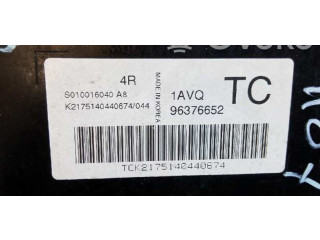 4R
S010016040 A8
K2175140440674/044
MADE IN KOREA
1AVQ
96376652
TC
TCK2175140440674